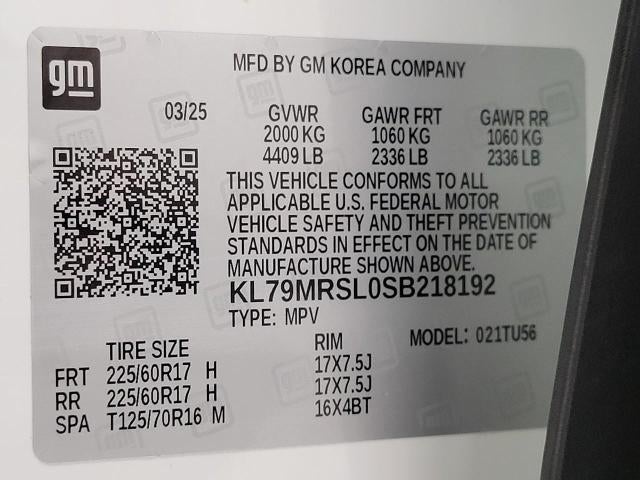 gm
MFD BY GM KOREA COMPANY
03/25 GVWR GAWR FRT GAWR RR
2000 KG 1060 KG 1060 KG
4409 LB 2336 LB 2336 LB
THIS VEHICLE CONFORMS TO ALL
APPLICABLE U.S. FEDERAL MOTOR
VEHICLE SAFETY AND THEFT PREVENTION
STANDARDS IN EFFECT ON THE DATE OF
MANUFACTURE SHOWN ABOVE.
KL79MRSL0SB218192
TYPE: MPV MODEL: 021TU56
TIRE SIZE RIM
FRT 225/60R17 H 17X7.5J
RR 225/60R17 H 17X7.5J
SPA T125/70R16 M 16X4BT